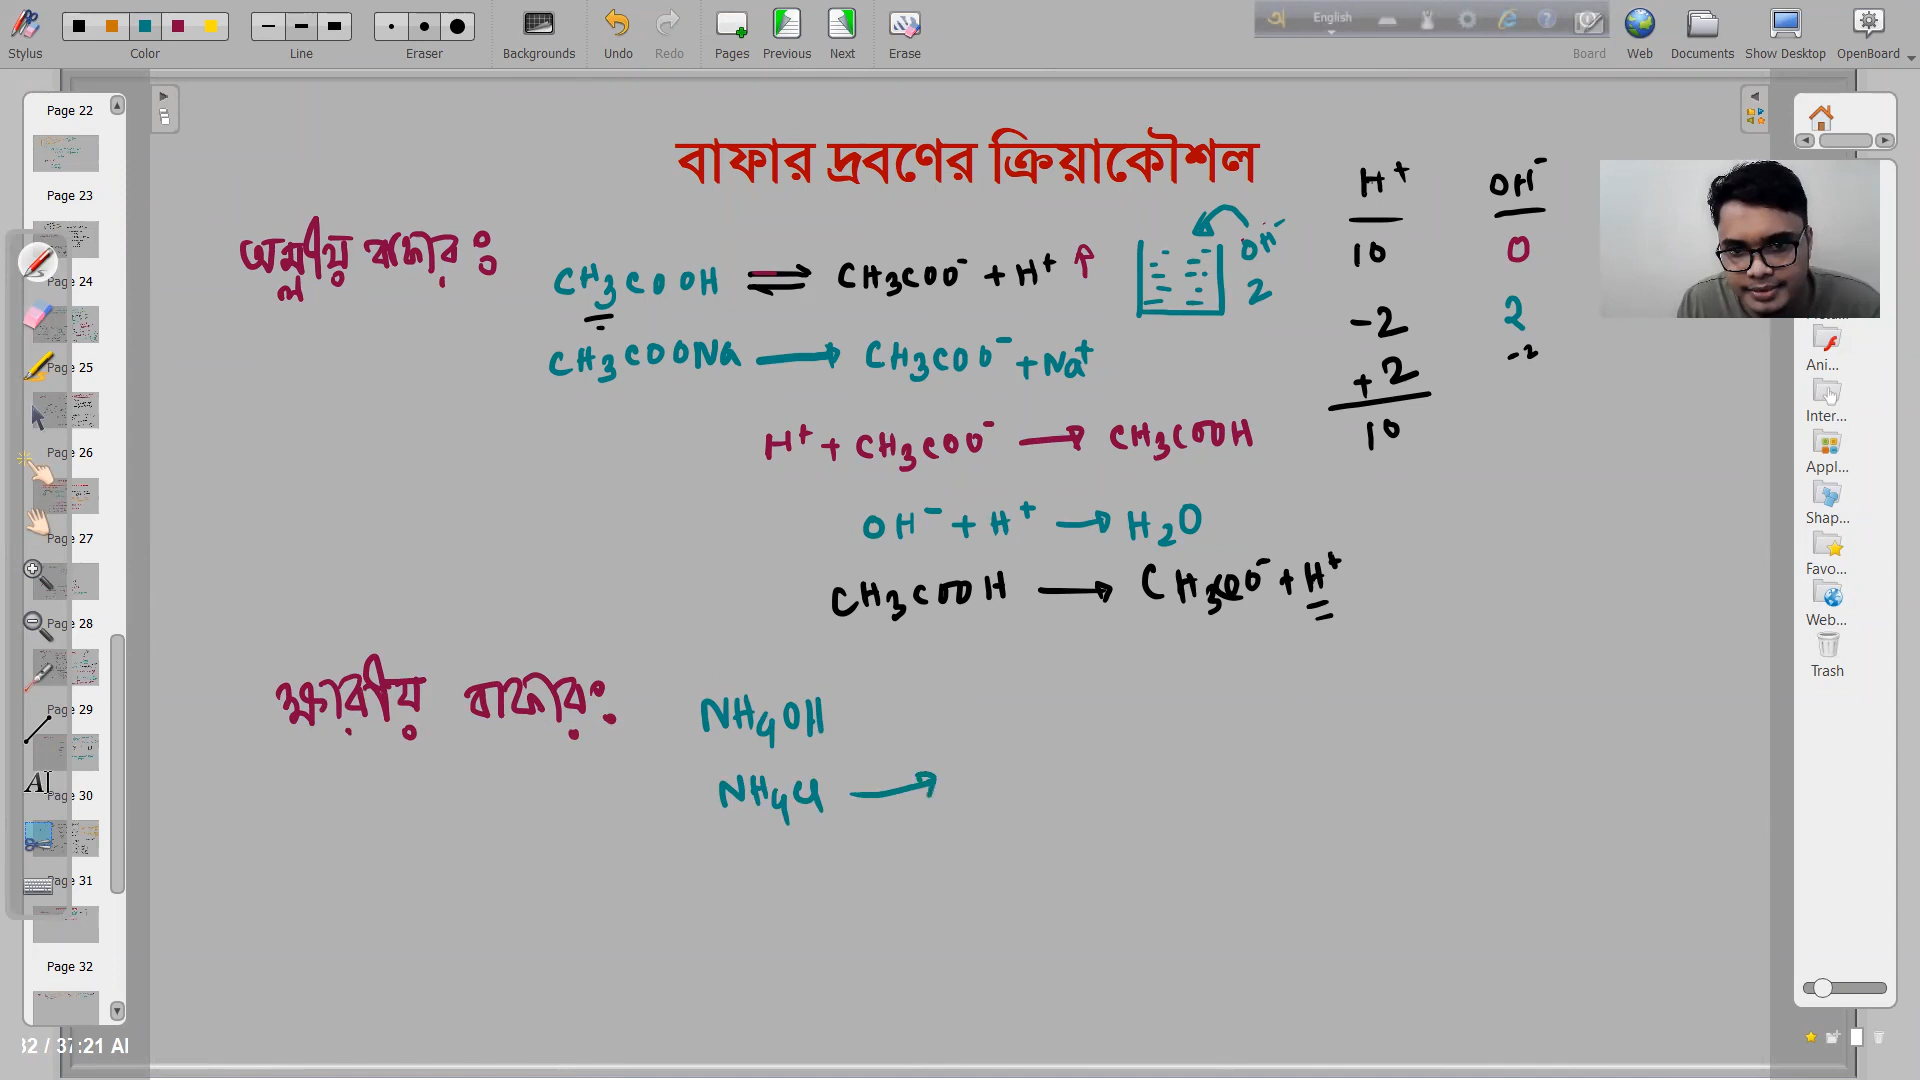 Stylus
Color
Line
Eraser
Backgrounds
Undo
Redo
Pages
Previous
Next
Erase
English
Board
Web
Documents
Show Desktop
OpenBoard
Page 22
Page 23
Page 24
Page 25
Page 26
Page 27
Page 28
Page 29
Page 30
Page 31
Page 32
বাফার দ্রবণের ক্রিয়াকৌশল
অম্লীয় বাফার :
CH3COOH ⇌ CH3COO⁻ + H⁺ ↑
OH⁻
2
CH3COONa → CH3COO⁻ + Na⁺
H⁺ + CH3COO⁻ → CH3COOH
OH⁻ + H⁺ → H2O
CH3COOH → CH3COO⁻ + H⁺
H⁺ OH⁻
10 0
-2 2
+2 -2
10
ক্ষারীয় বাফার:
NH4OH
NH4Cl →
Ani...
Inter...
Appl...
Shap...
Favo...
Web...
Trash